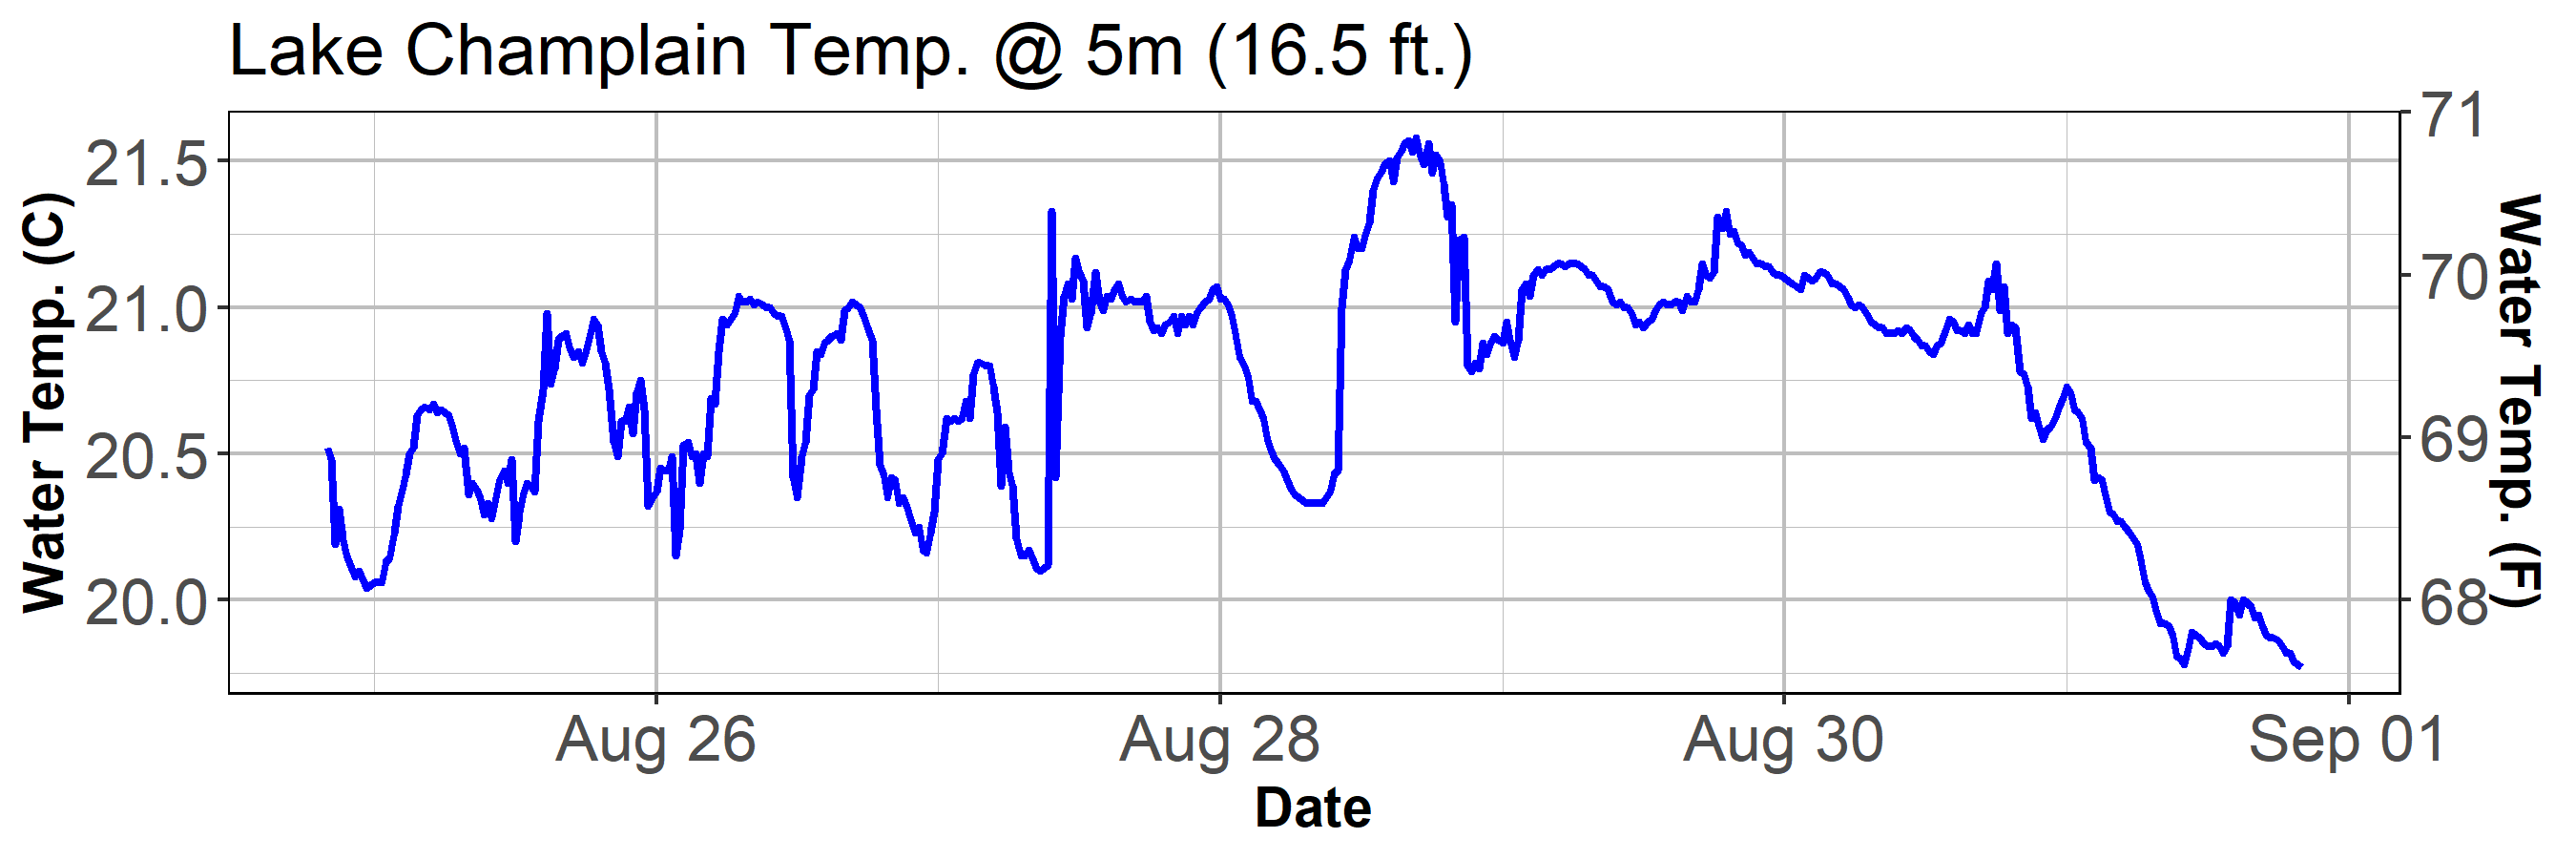 Lake Champlain Temp. @ 5m (16.5 ft.)
Water Temp. (C)
21.5
21.0
20.5
20.0
71
70
69
68
Water Temp. (F)
Aug 26 Aug 28 Aug 30 Sep 01
Date